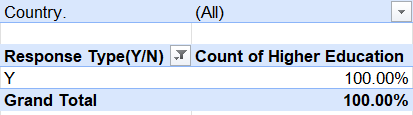 Country. (All)
Response Type(Y/N) Count of Higher Education
Y 100.00%
Grand Total 100.00%